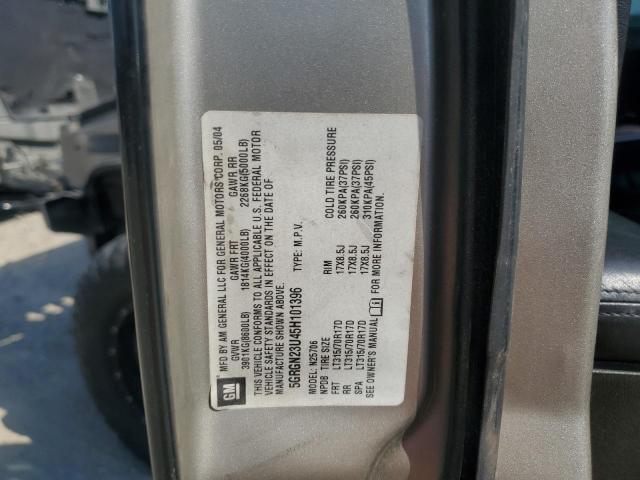 GM
MFD BY AM GENERAL LLC FOR GENERAL MOTORS CORP. 05/04
GVWR GAWR FRT GAWR RR
3901KG(8600LB) 1814KG(4000LB) 2268KG(5000LB)
THIS VEHICLE CONFORMS TO ALL APPLICABLE U.S. FEDERAL MOTOR
VEHICLE SAFETY STANDARDS IN EFFECT ON THE DATE OF
MANUFACTURE SHOWN ABOVE.
5GRGN23U45H101396 TYPE: M.P.V.
MODEL: N25706
NPDB TIRE SIZE RIM COLD TIRE PRESSURE
FRT LT315/70R17D 17X8.5J 260KPA(37PSI)
RR LT315/70R17D 17X8.5J 260KPA(37PSI)
SPA LT315/70R17D 17X8.5J 310KPA(45PSI)
SEE OWNER'S MANUAL FOR MORE INFORMATION.